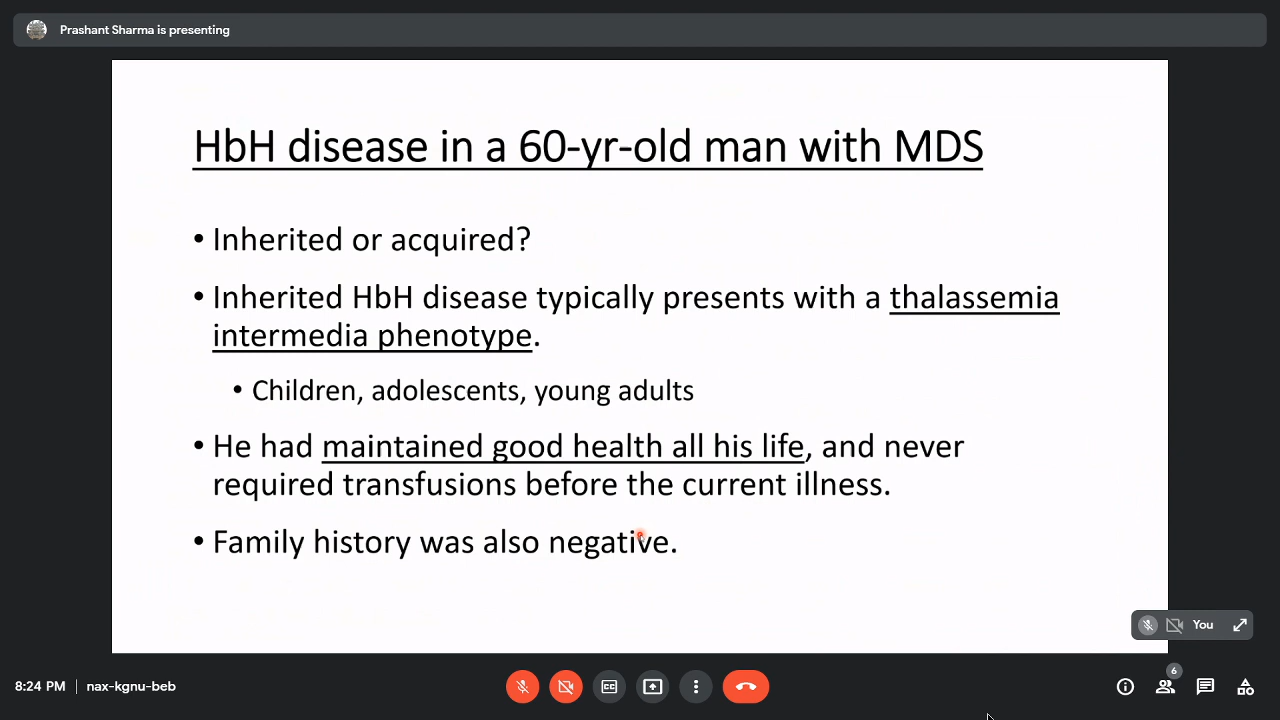 Prashant Sharma is presenting
HbH disease in a 60-yr-old man with MDS
• Inherited or acquired?
• Inherited HbH disease typically presents with a thalassemia
intermedia phenotype.
• Children, adolescents, young adults
• He had maintained good health all his life, and never
required transfusions before the current illness.
• Family history was also negative.
You
8:24 PM | nax-kgnu-beb
CC
6